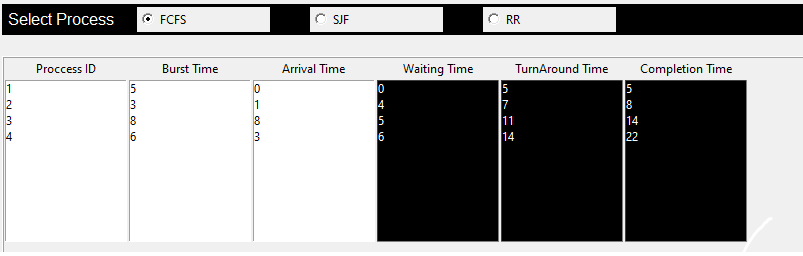 Select Process FCFS SJF RR
Proccess ID Burst Time Arrival Time Waiting Time TurnAround Time Completion Time
1 5 0 0 5 5
2 3 1 4 7 8
3 8 8 5 11 14
4 6 3 6 14 22